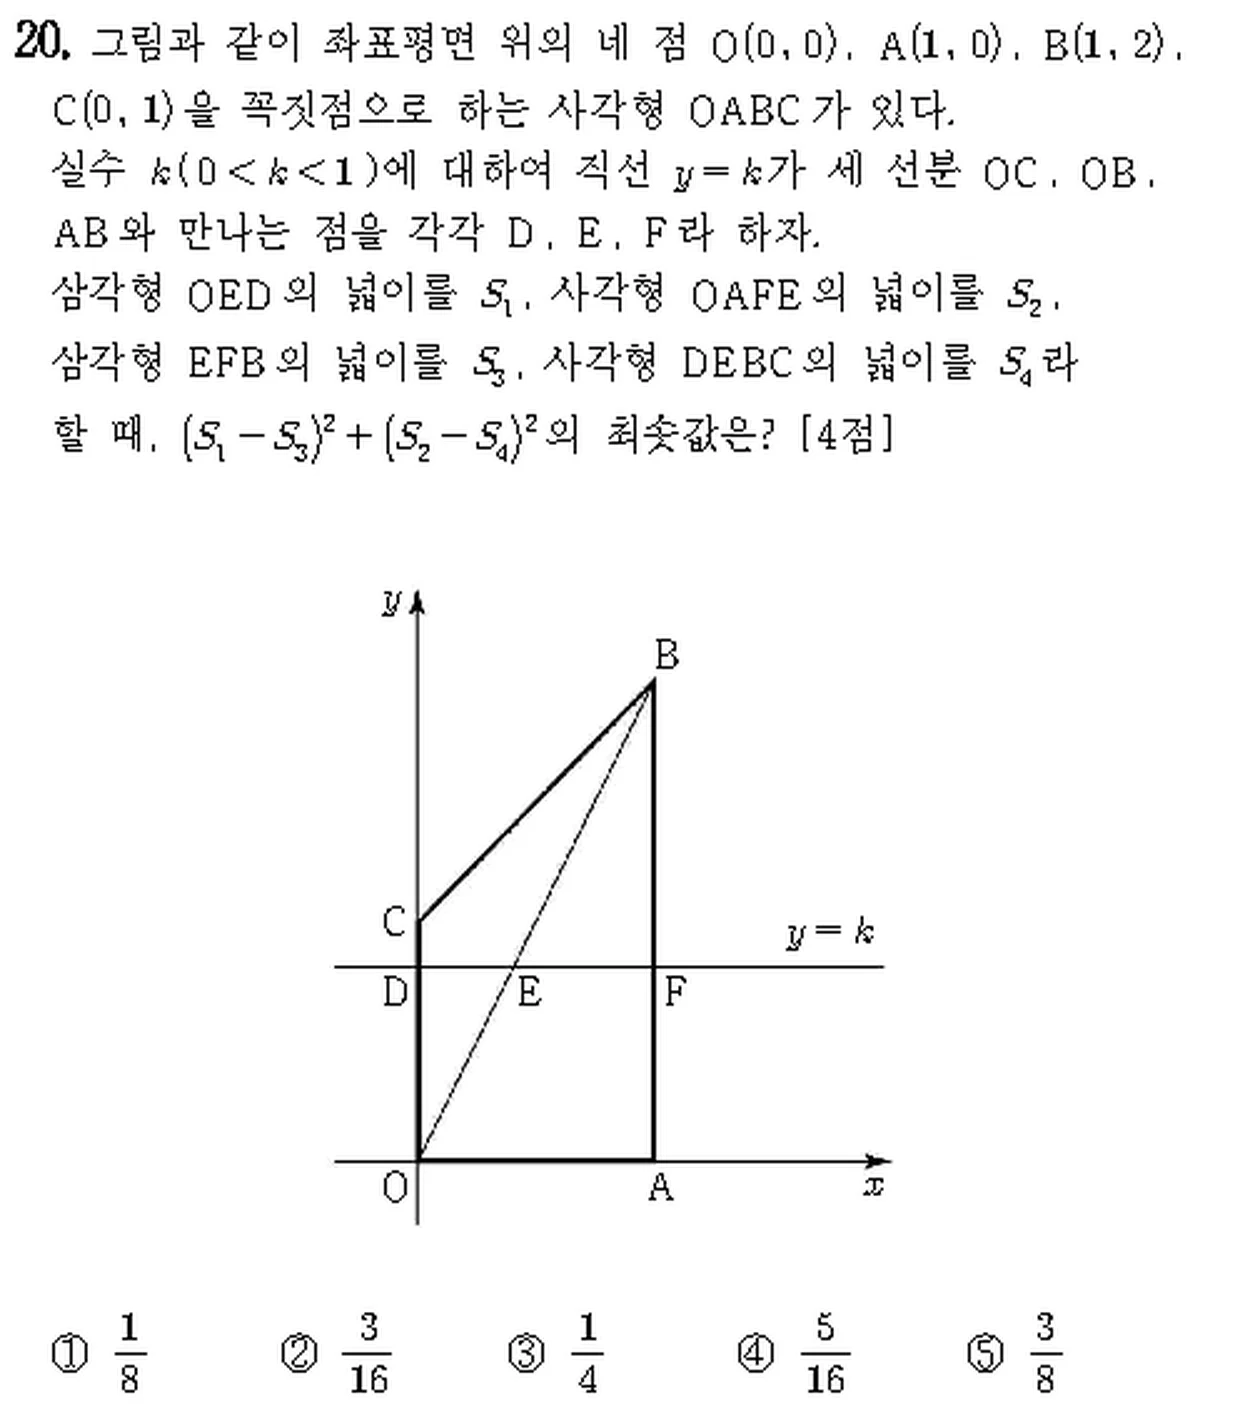 20. 그림과 같이 좌표평면 위의 네 점 O(0, 0), A(1, 0), B(1, 2),
C(0, 1)을 꼭짓점으로 하는 사각형 OABC가 있다.
실수 k(0<k<1)에 대하여 직선 y=k가 세 선분 OC, OB,
AB와 만나는 점을 각각 D, E, F라 하자.
삼각형 OED의 넓이를 S₁, 사각형 OAFE의 넓이를 S₂,
삼각형 EFB의 넓이를 S₃, 사각형 DEBC의 넓이를 S₄라
할 때, (S₁−S₃)²+(S₂−S₄)²의 최솟값은? [4점]
y
B
C
y=k
D E F
O A x
① 1/8 ② 3/16 ③ 1/4 ④ 5/16 ⑤ 3/8